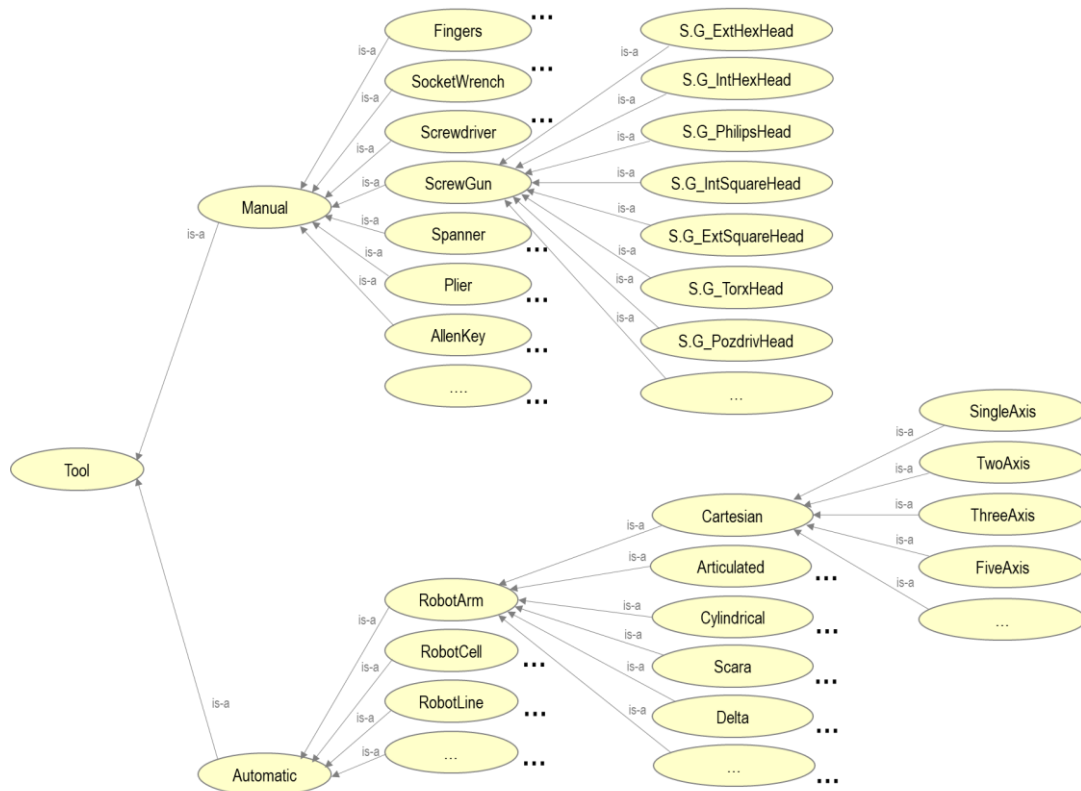 Fingers
...
S.G_ExtHexHead
is-a
is-a
SocketWrench
...
S.G_IntHexHead
is-a
is-a
Screwdriver
...
S.G_PhilipsHead
is-a
is-a
ScrewGun
S.G_IntSquareHead
is-a
is-a
Manual
Spanner
...
S.G_ExtSquareHead
is-a
is-a
is-a
Plier
...
S.G_TorxHead
is-a
is-a
is-a
AllenKey
...
S.G_PozdrivHead
is-a
is-a
....
...
...
SingleAxis
is-a
TwoAxis
is-a
Tool
Cartesian
ThreeAxis
is-a
is-a
Articulated
...
FiveAxis
is-a
is-a
RobotArm
Cylindrical
...
...
is-a
is-a
is-a
RobotCell
...
Scara
...
is-a
is-a
RobotLine
...
Delta
...
is-a
is-a
is-a
...
...
...
...
is-a
is-a
Automatic